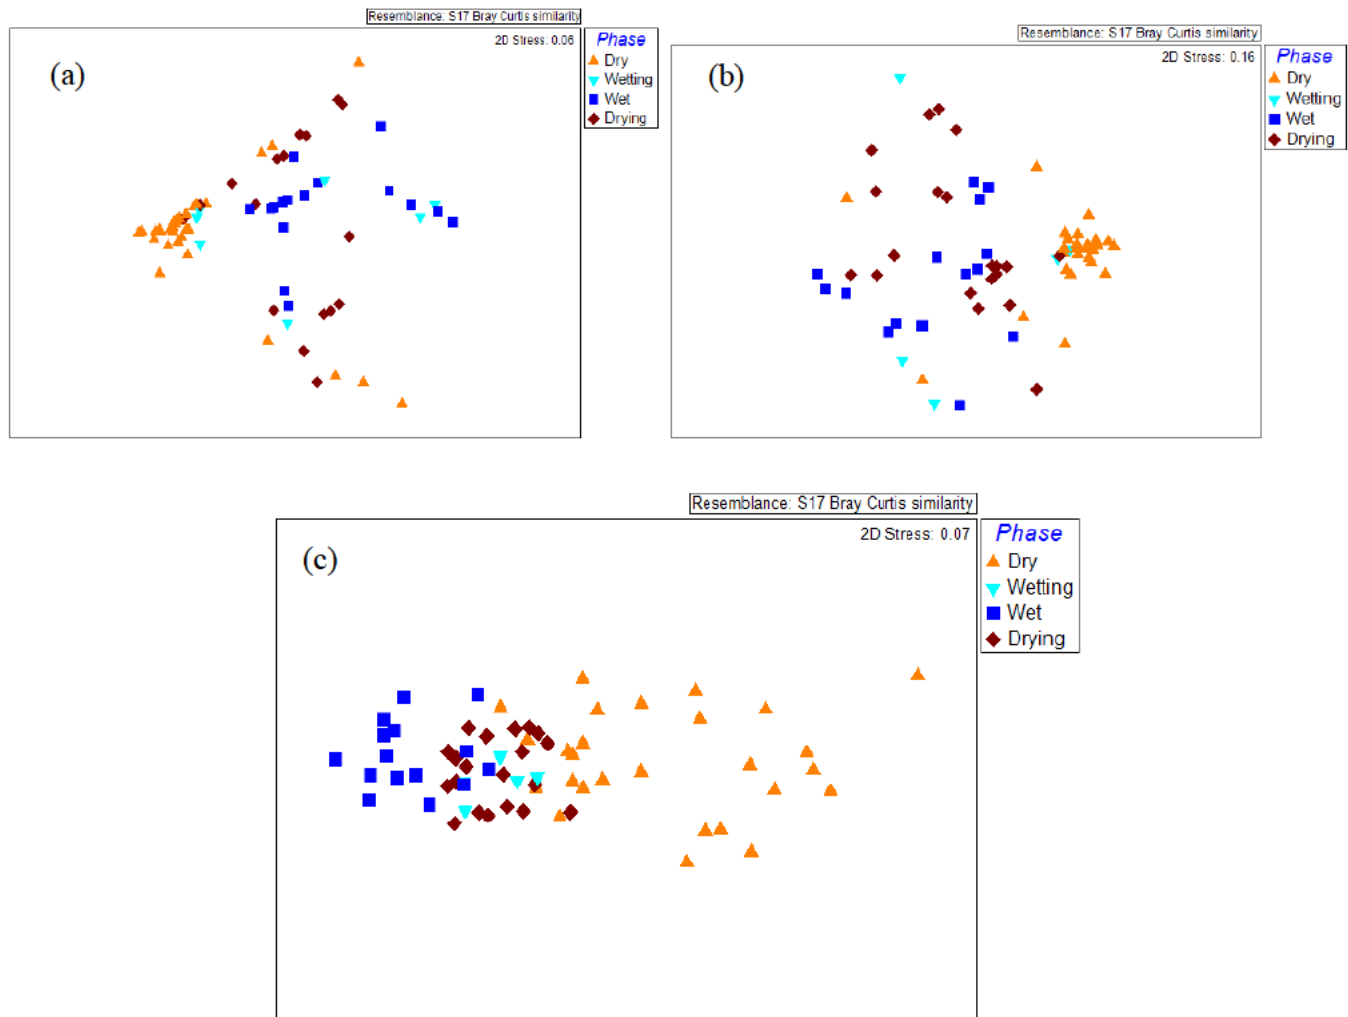 Resemblance: S17 Bray Curtis similarity
2D Stress: 0.06
(a)
Phase
Dry
Wetting
Wet
Drying
Resemblance: S17 Bray Curtis similarity
2D Stress: 0.16
(b)
Phase
Dry
Wetting
Wet
Drying
Resemblance: S17 Bray Curtis similarity
2D Stress: 0.07
(c)
Phase
Dry
Wetting
Wet
Drying